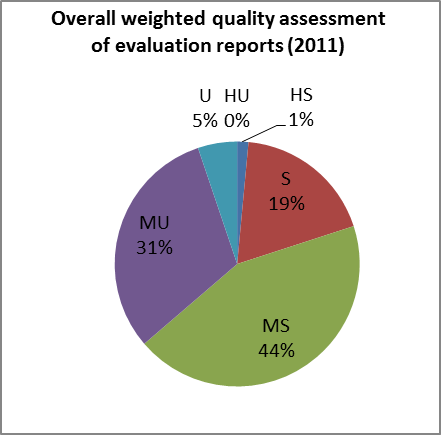 Overall weighted quality assessment
of evaluation reports (2011)
U HU HS
5% 0% 1%
S
19%
MU
31%
MS
44%